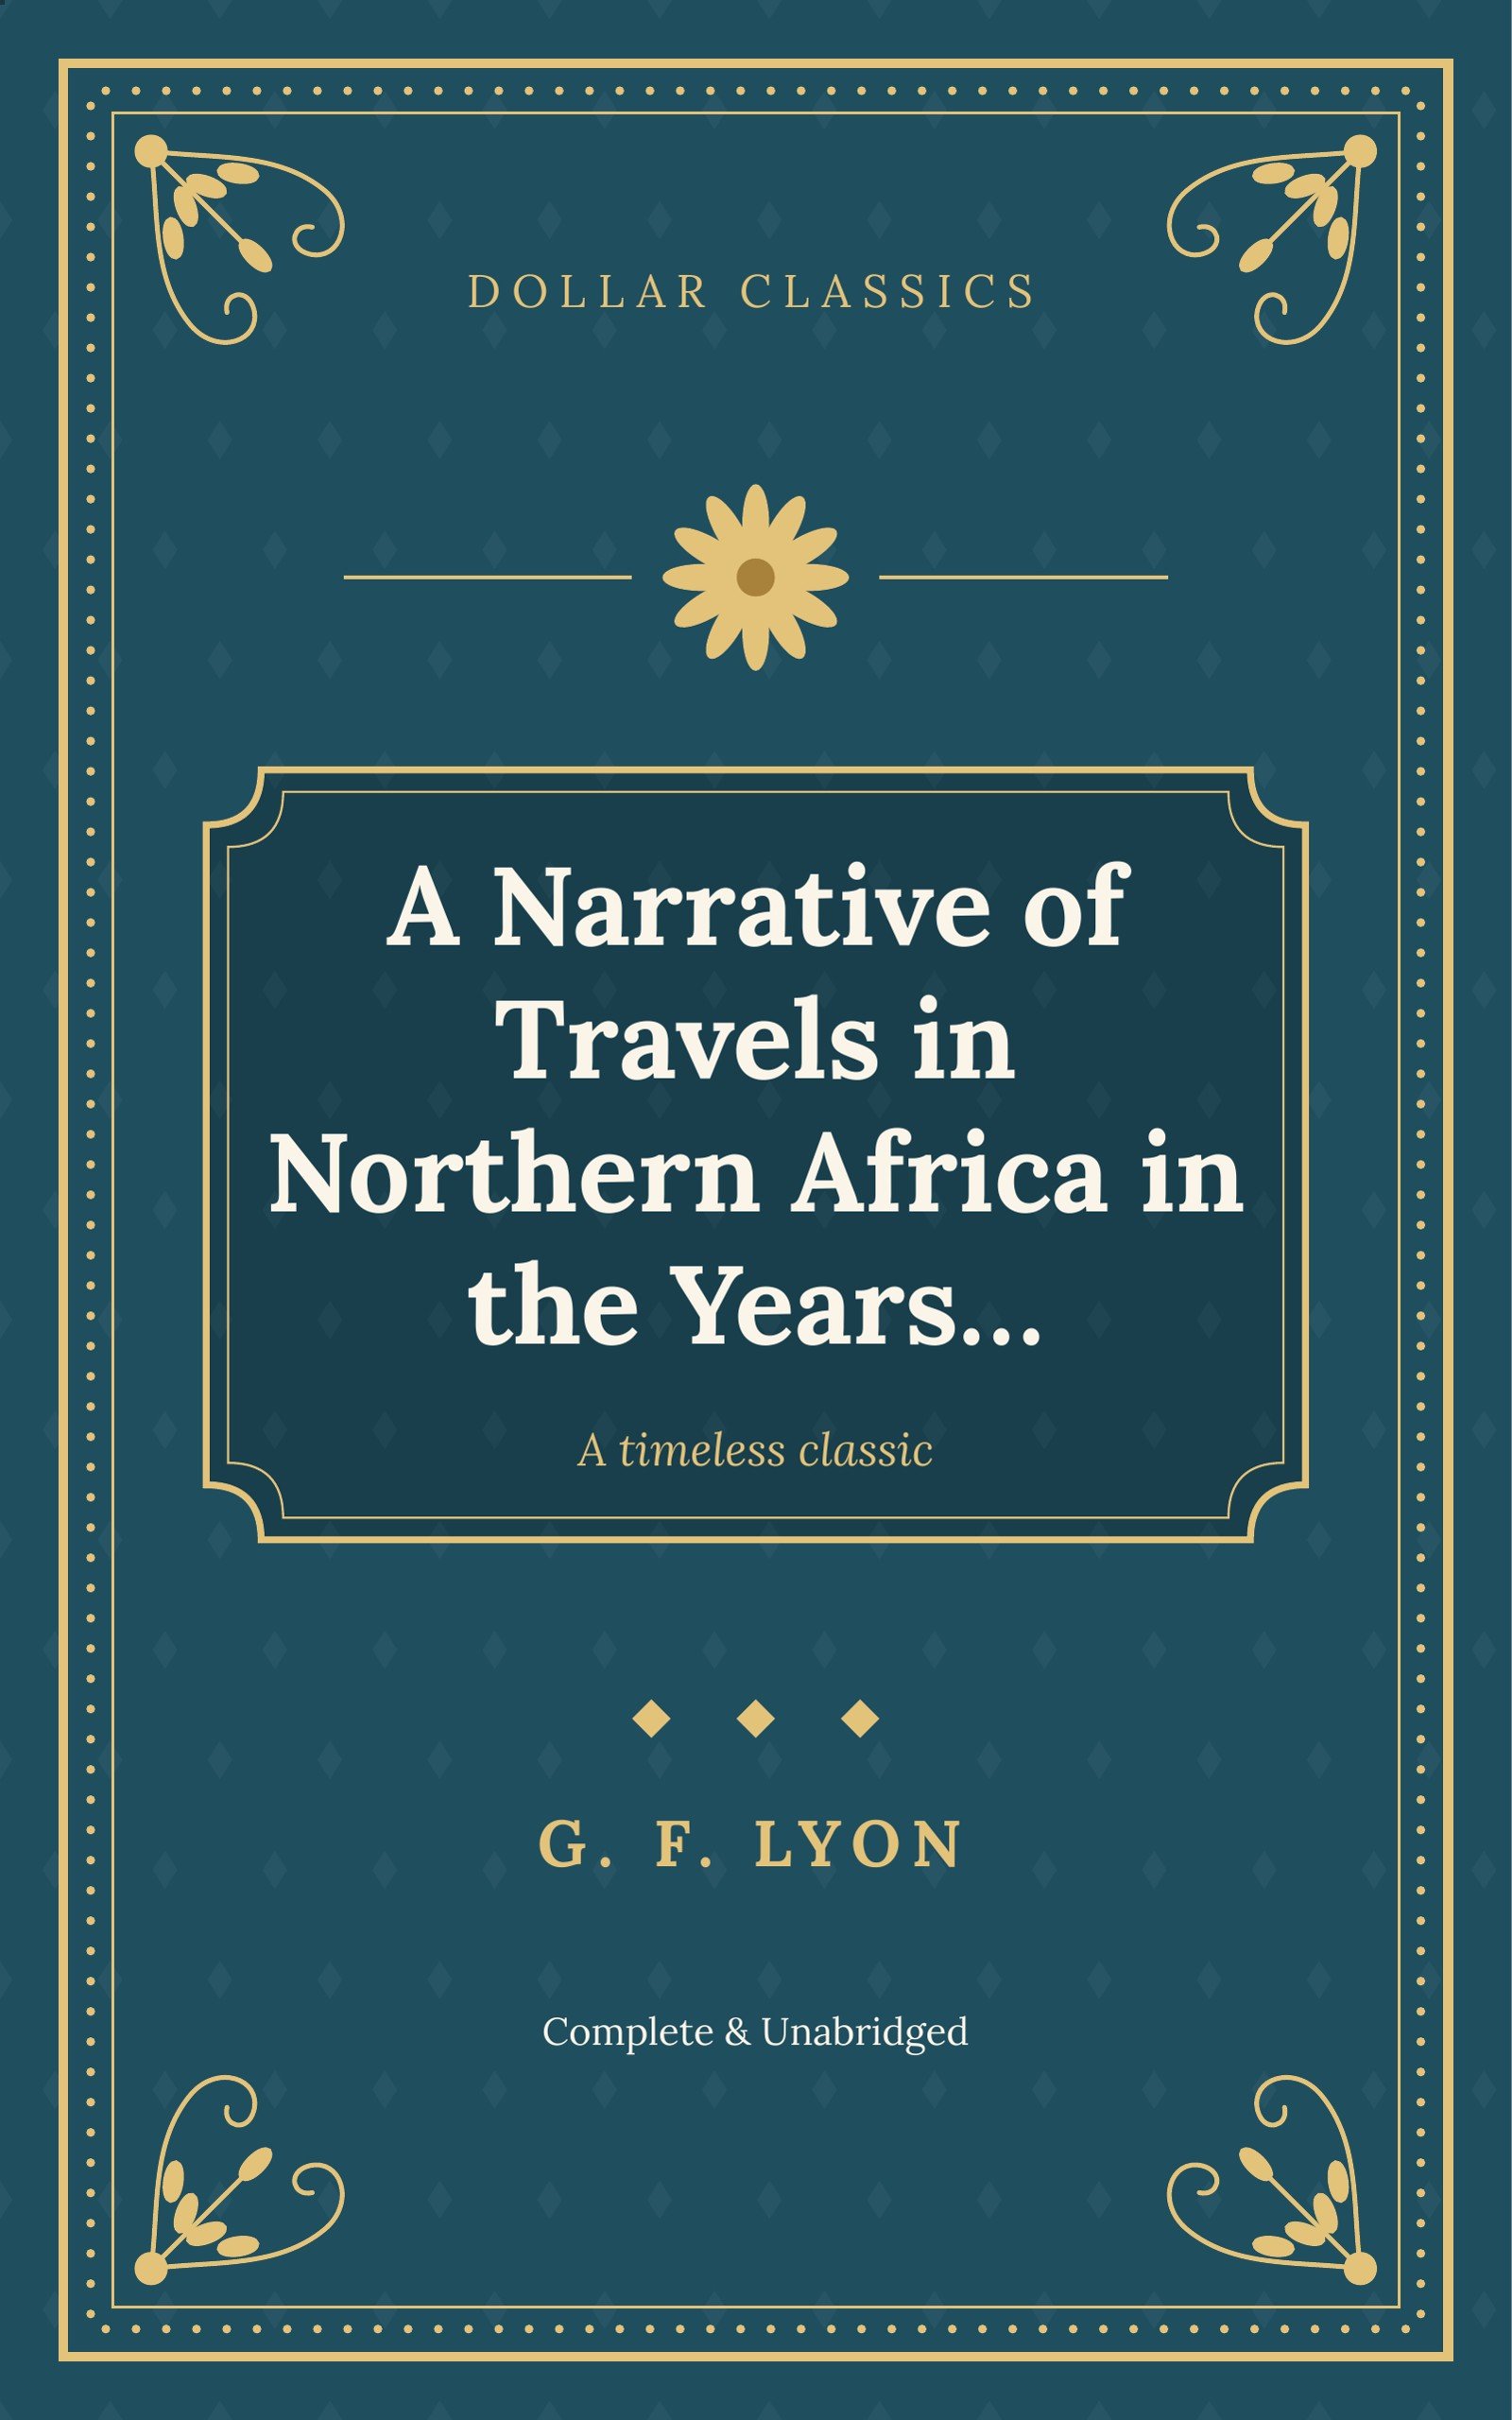 DOLLAR CLASSICS
A Narrative of
Travels in
Northern Africa in
the Years...
A timeless classic
G. F. LYON
Complete & Unabridged